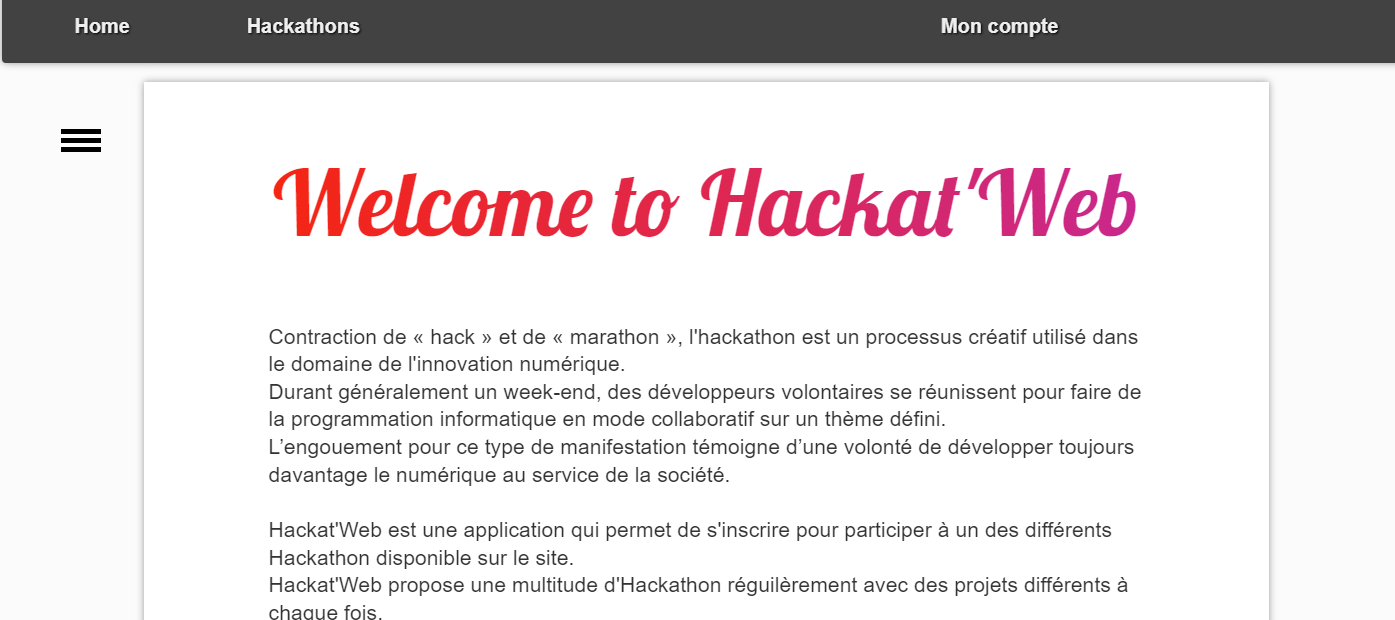 Home Hackathons Mon compte
Welcome to Hackat'Web
Contraction de « hack » et de « marathon », l'hackathon est un processus créatif utilisé dans
le domaine de l'innovation numérique.
Durant généralement un week-end, des développeurs volontaires se réunissent pour faire de
la programmation informatique en mode collaboratif sur un thème défini.
L’engouement pour ce type de manifestation témoigne d’une volonté de développer toujours
davantage le numérique au service de la société.
Hackat'Web est une application qui permet de s'inscrire pour participer à un des différents
Hackathon disponible sur le site.
Hackat'Web propose une multitude d'Hackathon réguilèrement avec des projets différents à
chaque fois.